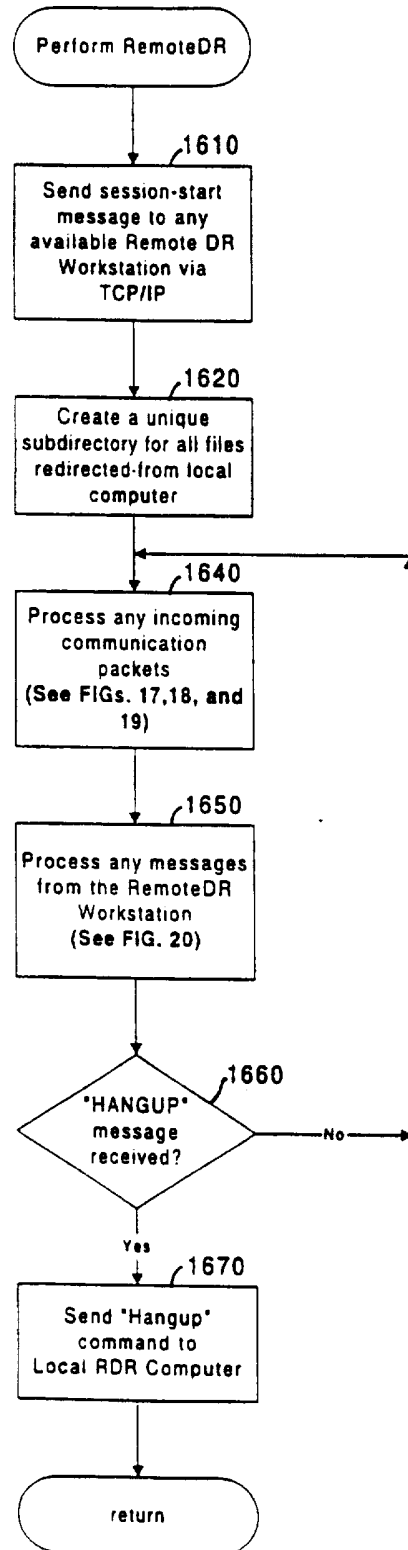 Perform RemoteDR
1610
Send session-start
message to any
available Remote DR
Workstation via
TCP/IP
1620
Create a unique
subdirectory for all files
redirected-from local
computer
1640
Process any incoming
communication
packets
(See FIGs. 17,18, and
19)
1650
Process any messages
from the RemoteDR
Workstation
(See FIG. 20)
1660
"HANGUP"
message
received?
No
Yes
1670
Send "Hangup"
command to
Local RDR Computer
return